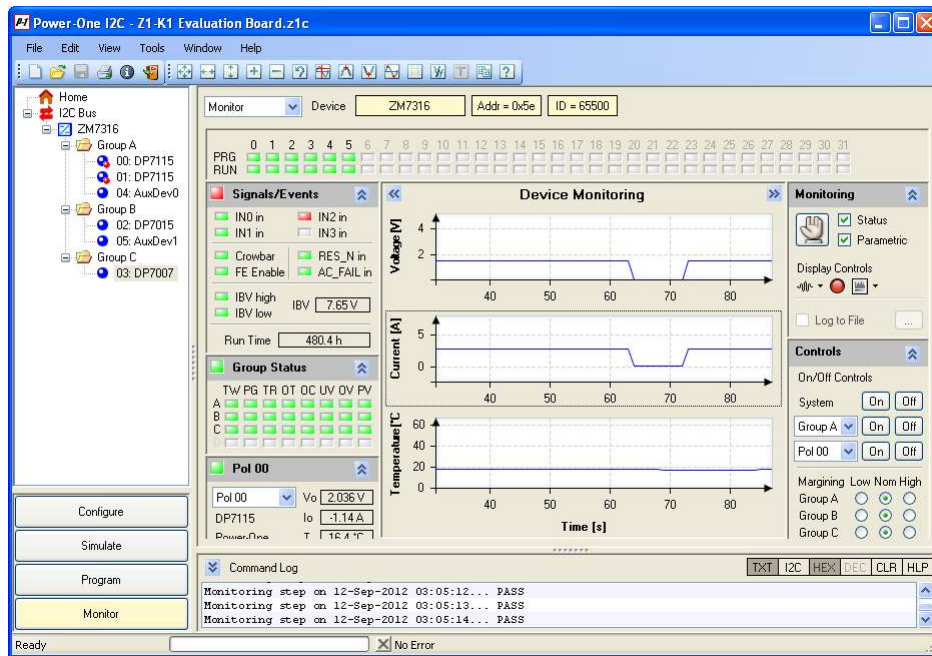 Power-One I2C - Z1-K1 Evaluation Board.z1c
File Edit View Tools Window Help
Home
I2C Bus
ZM7316
Group A
00: DP7115
01: DP7115
04: AuxDev0
Group B
02: DP7015
05: AuxDev1
Group C
03: DP7007
Configure
Simulate
Program
Monitor
Monitor Device ZM7316 Addr = 0x5e ID = 65500
0 1 2 3 4 5 6 7 8 9 10 11 12 13 14 15 16 17 18 19 20 21 22 23 24 25 26 27 28 29 30 31
PRG
RUN
Signals/Events
IN0 in IN2 in
IN1 in IN3 in
Crowbar RES_N in
FE Enable AC_FAIL in
IBV high
IBV low
IBV 7.65 V
Run Time 480.4 h
Group Status
TW PG TR OT OC UV OV PV
A
B
C
D
Pol 00
Pol 00 Vo 2.036 V
DP7115 Io -1.14 A
Power-One T 16.4 °C
Device Monitoring
Voltage [V]
4
2
40 50 60 70 80
Current [A]
5
0
40 50 60 70 80
Temperature[°C
60
40
20
0
40 50 60 70 80
Time [s]
Monitoring
Status
Parametric
Display Controls
Log to File ...
Controls
On/Off Controls
System On Off
Group A On Off
Pol 00 On Off
Margining Low Nom High
Group A
Group B
Group C
Command Log TXT I2C HEX DEC CLR HLP
Monitoring step on 12-Sep-2012 03:05:12... PASS
Monitoring step on 12-Sep-2012 03:05:13... PASS
Monitoring step on 12-Sep-2012 03:05:14... PASS
Ready No Error